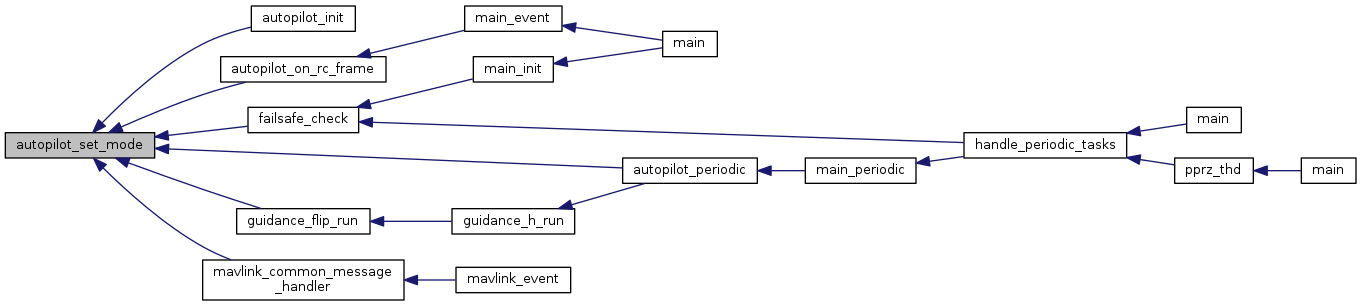 autopilot_init
main_event
main
autopilot_on_rc_frame
main_init
failsafe_check
main
autopilot_set_mode
handle_periodic_tasks
autopilot_periodic
main_periodic
pprz_thd
main
guidance_flip_run
guidance_h_run
mavlink_common_message
_handler
mavlink_event